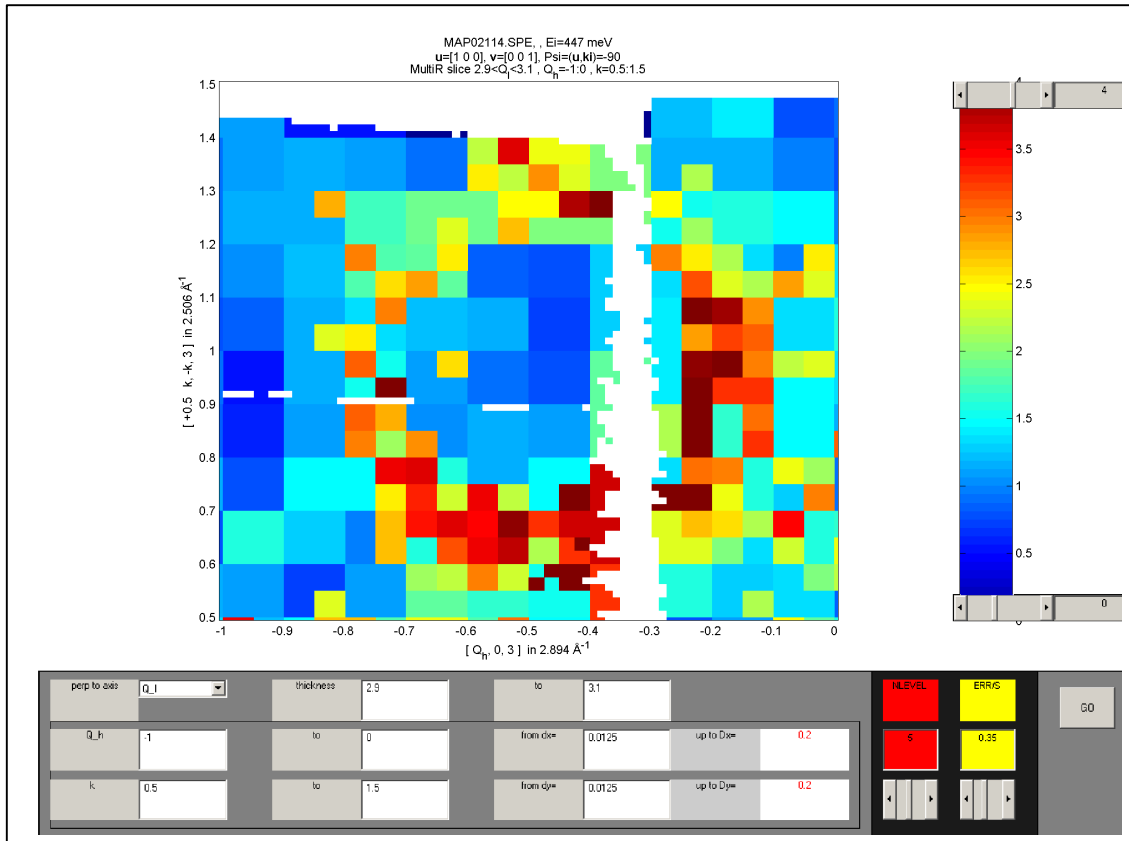 MAP02114.SPE, , Ei=447 meV
u=[1 0 0], v=[0 0 1], Psi=(u,ki)=-90
MultiR slice 2.9<Q_l<3.1 , Q_h=-1:0 , k=0.5:1.5
1.5
1.4
1.3
1.2
1.1
1
0.9
0.8
0.7
0.6
0.5
[ +0.5 k, -k, 3 ] in 2.506 Å⁻¹
-1 -0.9 -0.8 -0.7 -0.6 -0.5 -0.4 -0.3 -0.2 -0.1 0
[ Q_h, 0, 3 ] in 2.894 Å⁻¹
4
3.5
3
2.5
2
1.5
1
0.5
0
perp to axis Q_l thickness 2.9 to 3.1
Q_h -1 to 0 from dx= 0.0125 up to Dx= 0.2
k 0.5 to 1.5 from dy= 0.0125 up to Dy= 0.2
NLEVEL ERR/S
5 0.35
GO